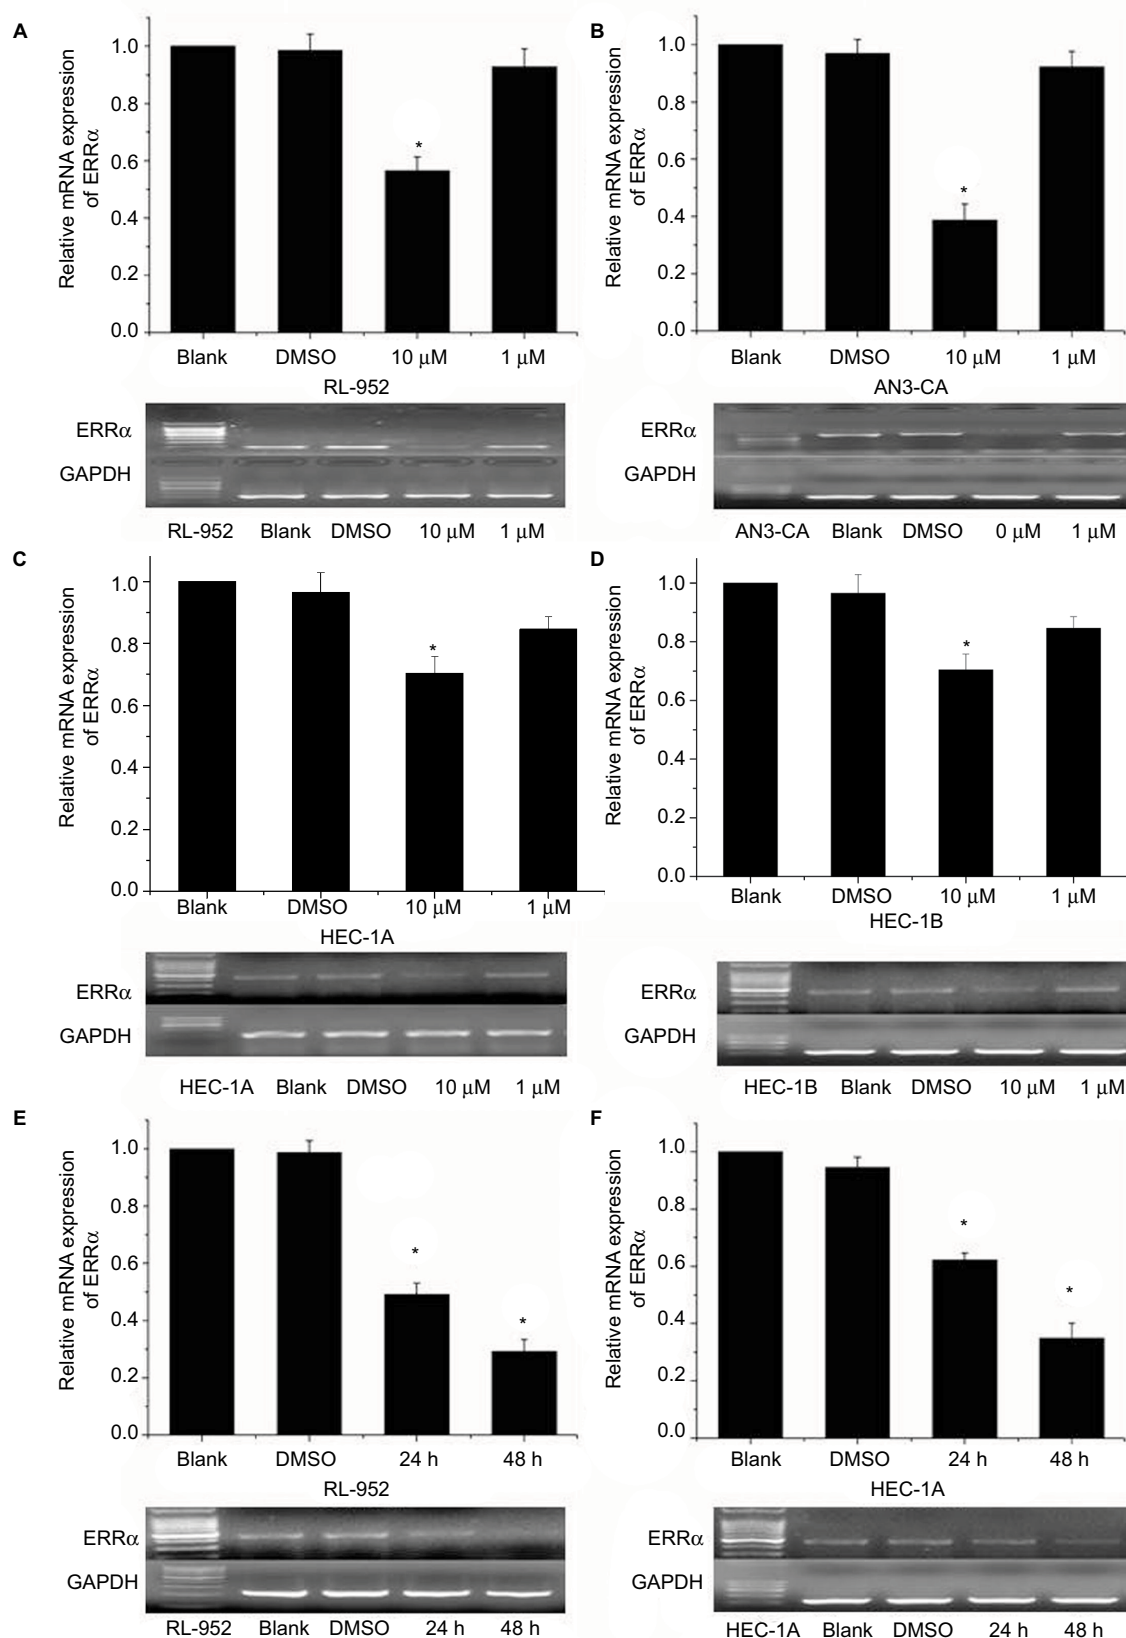 A
Relative mRNA expression
of ERRα
1.0
0.8
0.6
0.4
0.2
0.0
*
Blank DMSO 10 μM 1 μM
RL-952
ERRα
GAPDH
RL-952 Blank DMSO 10 μM 1 μM
B
Relative mRNA expression
of ERRα
1.0
0.8
0.6
0.4
0.2
0.0
*
Blank DMSO 10 μM 1 μM
AN3-CA
ERRα
GAPDH
AN3-CA Blank DMSO 0 μM 1 μM
C
Relative mRNA expression
of ERRα
1.0
0.8
0.6
0.4
0.2
0.0
*
Blank DMSO 10 μM 1 μM
HEC-1A
ERRα
GAPDH
HEC-1A Blank DMSO 10 μM 1 μM
D
Relative mRNA expression
of ERRα
1.0
0.8
0.6
0.4
0.2
0.0
*
Blank DMSO 10 μM 1 μM
HEC-1B
ERRα
GAPDH
HEC-1B Blank DMSO 10 μM 1 μM
E
Relative mRNA expression
of ERRα
1.0
0.8
0.6
0.4
0.2
0.0
*
*
Blank DMSO 24 h 48 h
RL-952
ERRα
GAPDH
RL-952 Blank DMSO 24 h 48 h
F
Relative mRNA expression
of ERRα
1.0
0.8
0.6
0.4
0.2
0.0
*
*
Blank DMSO 24 h 48 h
HEC-1A
ERRα
GAPDH
HEC-1A Blank DMSO 24 h 48 h